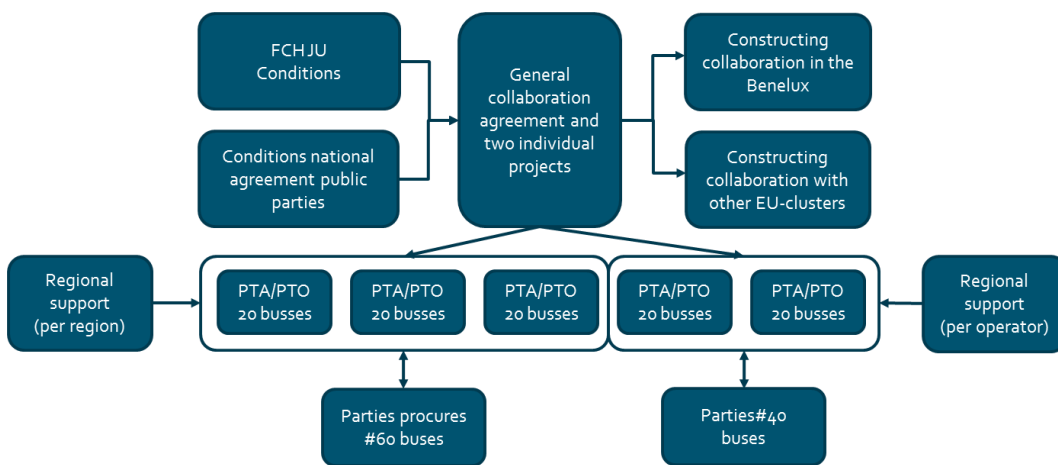 FCH JU
Conditions
General
collaboration
agreement and
two individual
projects
Constructing
collaboration in the
Benelux
Conditions national
agreement public
parties
Constructing
collaboration with
other EU-clusters
Regional
support
(per region)
PTA/PTO
20 busses
PTA/PTO
20 busses
PTA/PTO
20 busses
PTA/PTO
20 busses
PTA/PTO
20 busses
Regional
support
(per operator)
Parties procures
#60 buses
Parties#40
buses